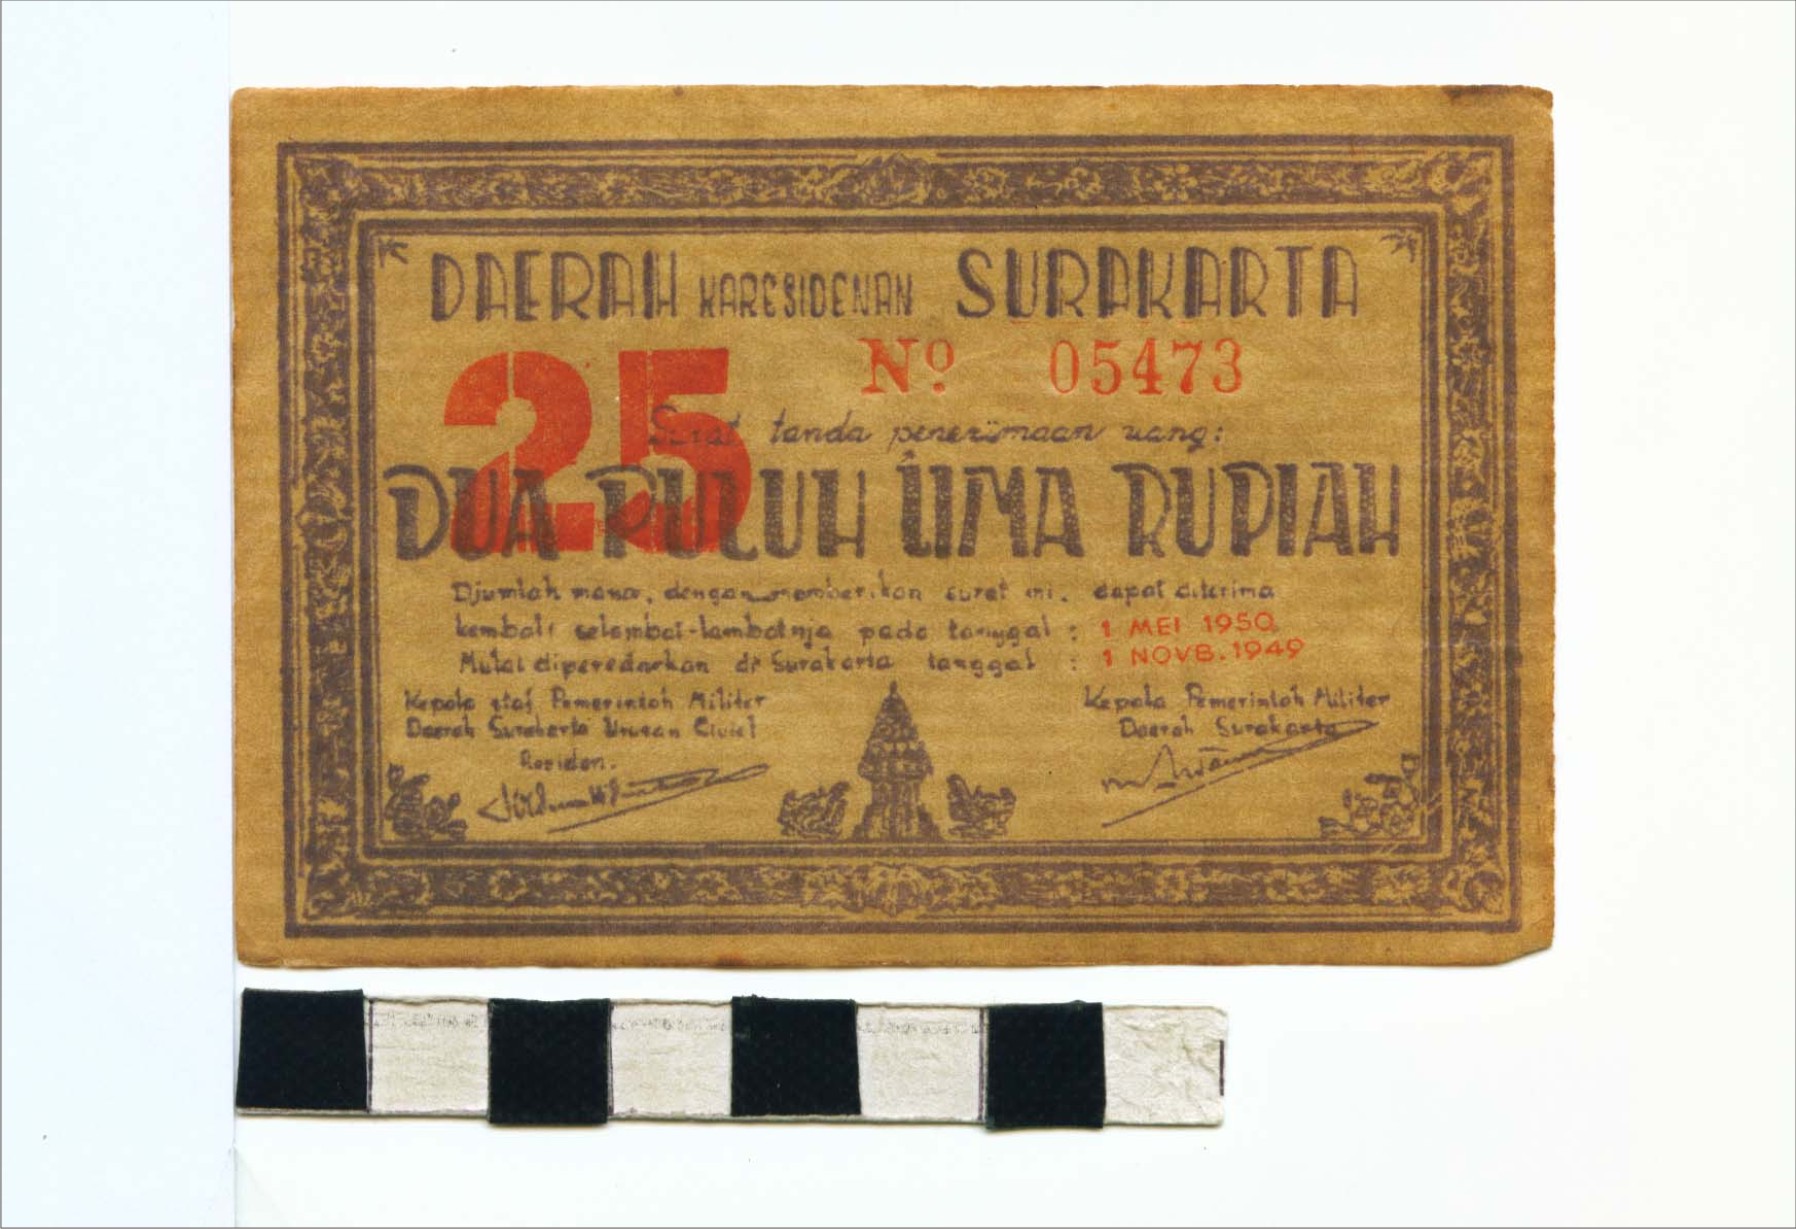 DAERAH KARESIDENAN SURAKARTA
25
No 05473
Surat tanda penerimaan uang:
DUA PULUH LIMA RUPIAH
Djumlah mana, dengan memberikan surat ini, dapat diterima
kembali selambat-lambatnja pada tanggal : 1 MEI 1950
Mulai diperedarkan di Surakarta tanggal : 1 NOVB. 1949
Kepala staf Pemerintah Militer
Daerah Surakarta Urusan Civiel
Residen.
Kepala Pemerintah Militer
Daerah Surakarta